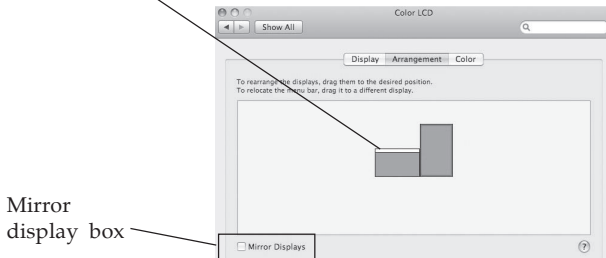 Color LCD
Show All
Display Arrangement Color
To rearrange the displays, drag them to the desired position.
To relocate the menu bar, drag it to a different display.
Mirror
display box
Mirror Displays
?